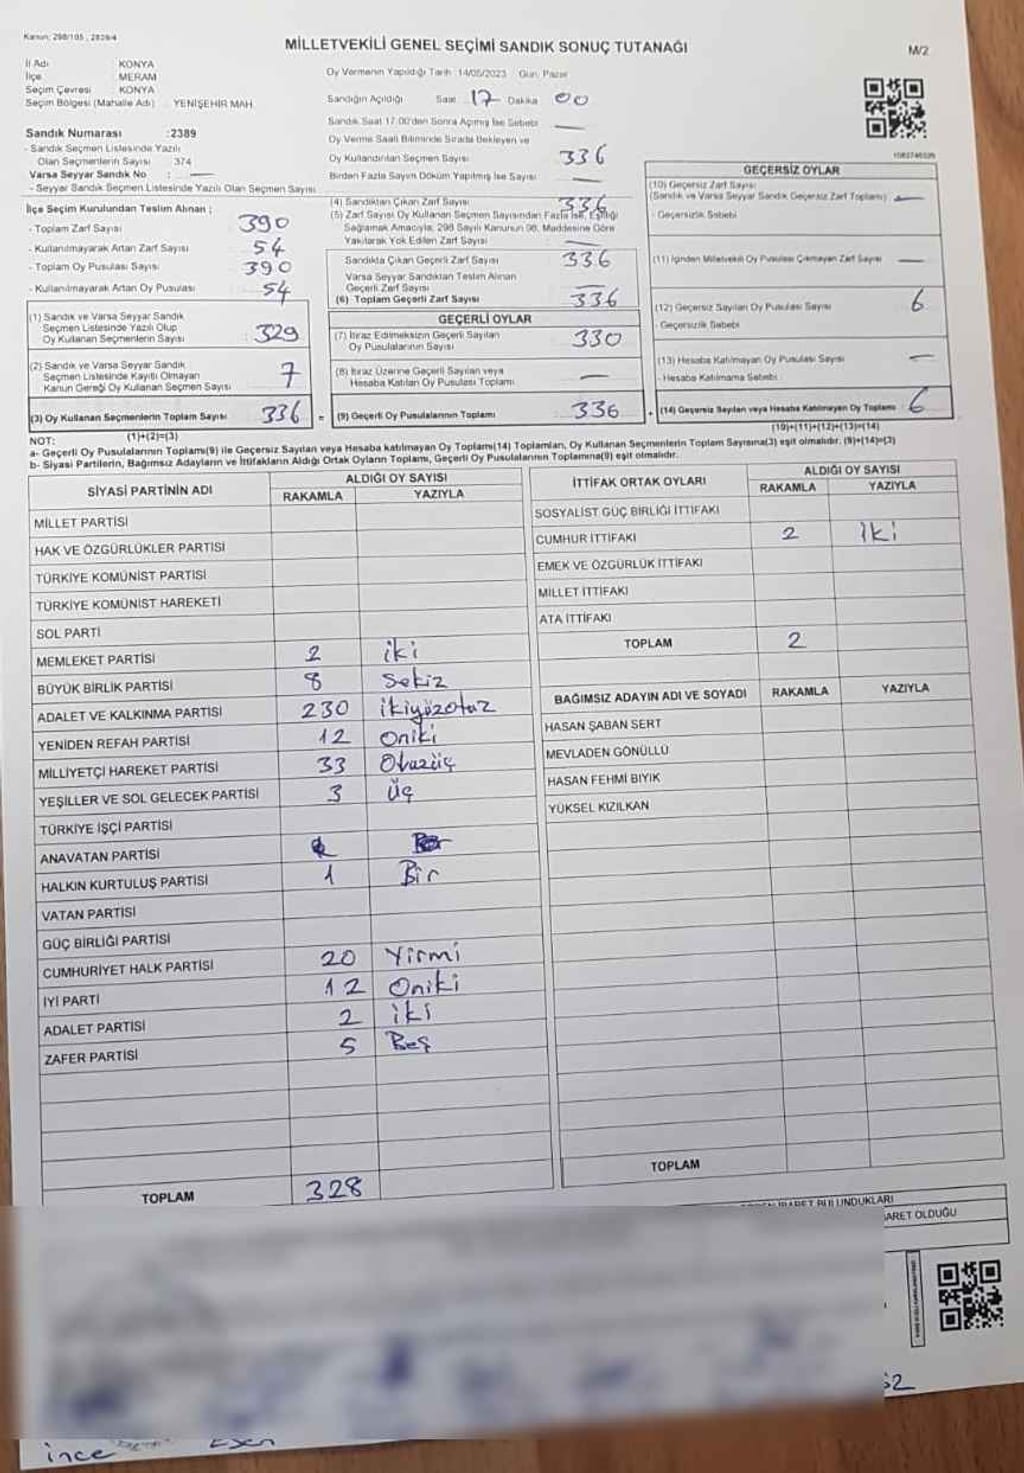 Kanun: 298/105, 2839/4
MİLLETVEKİLİ GENEL SEÇİMİ SANDIK SONUÇ TUTANAĞI
M/2
İl Adı KONYA
İlçe MERAM
Seçim Çevresi KONYA
Seçim Bölgesi (Mahalle Adı) YENİŞEHİR MAH.
Sandık Numarası :2389
- Sandık Seçmen Listesinde Yazılı
Olan Seçmenlerin Sayısı : 374
Varsa Seyyar Sandık No : —
- Seyyar Sandık Seçmen Listesinde Yazılı Olan Seçmen Sayısı
İlçe Seçim Kurulundan Teslim Alınan ;
- Toplam Zarf Sayısı 390
- Kullanılmayarak Artan Zarf Sayısı 54
- Toplam Oy Pusulası Sayısı 390
- Kullanılmayarak Artan Oy Pusulası 54
(1) Sandık ve Varsa Seyyar Sandık
Seçmen Listesinde Yazılı Olup
Oy Kullanan Seçmenlerin Sayısı : 329
(2) Sandık ve Varsa Seyyar Sandık
Seçmen Listesinde Kayıtlı Olmayan
Kanun Gereği Oy Kullanan Seçmen Sayısı 7
(3) Oy Kullanan Seçmenlerin Toplam Sayısı 336 =
(1)+(2)=(3)
Oy Vermenin Yapıldığı Tarih :14/05/2023 Gün: Pazar
Sandığın Açıldığı Saat 17 Dakika 00
Sandık Saat 17:00'den Sonra Açılmış İse Sebebi —
Oy Verme Saati Bitiminde Sırada Bekleyen ve
Oy Kullandırılan Seçmen Sayısı 336
Birden Fazla Sayım Döküm Yapılmış İse Sayısı —
(4) Sandıktan Çıkan Zarf Sayısı 336
(5) Zarf Sayısı Oy Kullanan Seçmen Sayısından Fazla İse, Eşitliği
Sağlamak Amacıyla, 298 Sayılı Kanunun 98. Maddesine Göre
Yakılarak Yok Edilen Zarf Sayısı —
Sandıkta Çıkan Geçerli Zarf Sayısı 336
Varsa Seyyar Sandıktan Teslim Alınan
Geçerli Zarf Sayısı —
(6) Toplam Geçerli Zarf Sayısı 336
GEÇERLİ OYLAR
(7) İtiraz Edilmeksizin Geçerli Sayılan
Oy Pusulalarının Sayısı 330
(8) İtiraz Üzerine Geçerli Sayılan veya
Hesaba Katılan Oy Pusulası Toplamı —
(9) Geçerli Oy Pusulalarının Toplamı 336 +
GEÇERSİZ OYLAR
(10) Geçersiz Zarf Sayısı
(Sandık ve Varsa Seyyar Sandık Geçersiz Zarf Toplamı) —
- Geçersizlik Sebebi
(11) İçinden Milletvekili Oy Pusulası Çıkmayan Zarf Sayısı —
(12) Geçersiz Sayılan Oy Pusulası Sayısı 6
- Geçersizlik Sebebi
(13) Hesaba Katılmayan Oy Pusulası Sayısı —
- Hesaba Katılmama Sebebi :
(14) Geçersiz Sayılan veya Hesaba Katılmayan Oy Toplamı 6
(10)+(11)+(12)+(13)=(14)
NOT:
a- Geçerli Oy Pusulalarının Toplamı(9) ile Geçersiz Sayılan veya Hesaba katılmayan Oy Toplamı(14) Toplamları, Oy Kullanan Seçmenlerin Toplam Sayısına(3) eşit olmalıdır. (9)+(14)=(3)
b- Siyasi Partilerin, Bağımsız Adayların ve İttifakların Aldığı Ortak Oyların Toplamı, Geçerli Oy Pusulalarının Toplamına(9) eşit olmalıdır.
SİYASİ PARTİNİN ADI ALDIĞI OY SAYISI
RAKAMLA YAZIYLA
MİLLET PARTİSİ
HAK VE ÖZGÜRLÜKLER PARTİSİ
TÜRKİYE KOMÜNİST PARTİSİ
TÜRKİYE KOMÜNİST HAREKETİ
SOL PARTİ
MEMLEKET PARTİSİ 2 iki
BÜYÜK BİRLİK PARTİSİ 8 Sekiz
ADALET VE KALKINMA PARTİSİ 230 ikiyüzotuz
YENİDEN REFAH PARTİSİ 12 Oniki
MİLLİYETÇİ HAREKET PARTİSİ 33 Otuzüç
YEŞİLLER VE SOL GELECEK PARTİSİ 3 Üç
TÜRKİYE İŞÇİ PARTİSİ
ANAVATAN PARTİSİ
HALKIN KURTULUŞ PARTİSİ 1 Bir
VATAN PARTİSİ
GÜÇ BİRLİĞİ PARTİSİ
CUMHURİYET HALK PARTİSİ 20 Yirmi
İYİ PARTİ 12 Oniki
ADALET PARTİSİ 2 iki
ZAFER PARTİSİ 5 Beş
TOPLAM 328
İTTİFAK ORTAK OYLARI ALDIĞI OY SAYISI
RAKAMLA YAZIYLA
SOSYALİST GÜÇ BİRLİĞİ İTTİFAKI
CUMHUR İTTİFAKI 2 iki
EMEK VE ÖZGÜRLÜK İTTİFAKI
MİLLET İTTİFAKI
ATA İTTİFAKI
TOPLAM 2
BAĞIMSIZ ADAYIN ADI VE SOYADI RAKAMLA YAZIYLA
HASAN ŞABAN SERT
MEVLADEN GÖNÜLLÜ
HASAN FEHMİ BIYIK
YÜKSEL KIZILKAN
TOPLAM
BULUNDUKLARI
ARET OLDUĞU
62
ince Esen